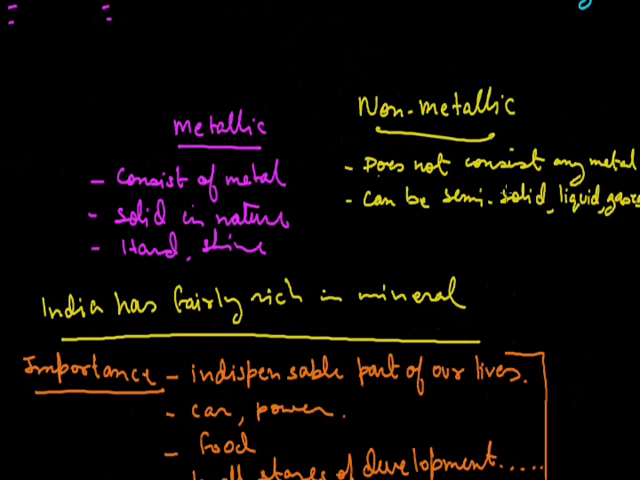 Metallic
Non-metallic
- Consist of metal
- Solid in nature
- Hard, shine
- Does not consist any metal
- Can be semi-solid, liquid,
India has fairly rich in mineral
Importance - indispensable part of our lives.
- car, power.
- Food
all stages of development.....